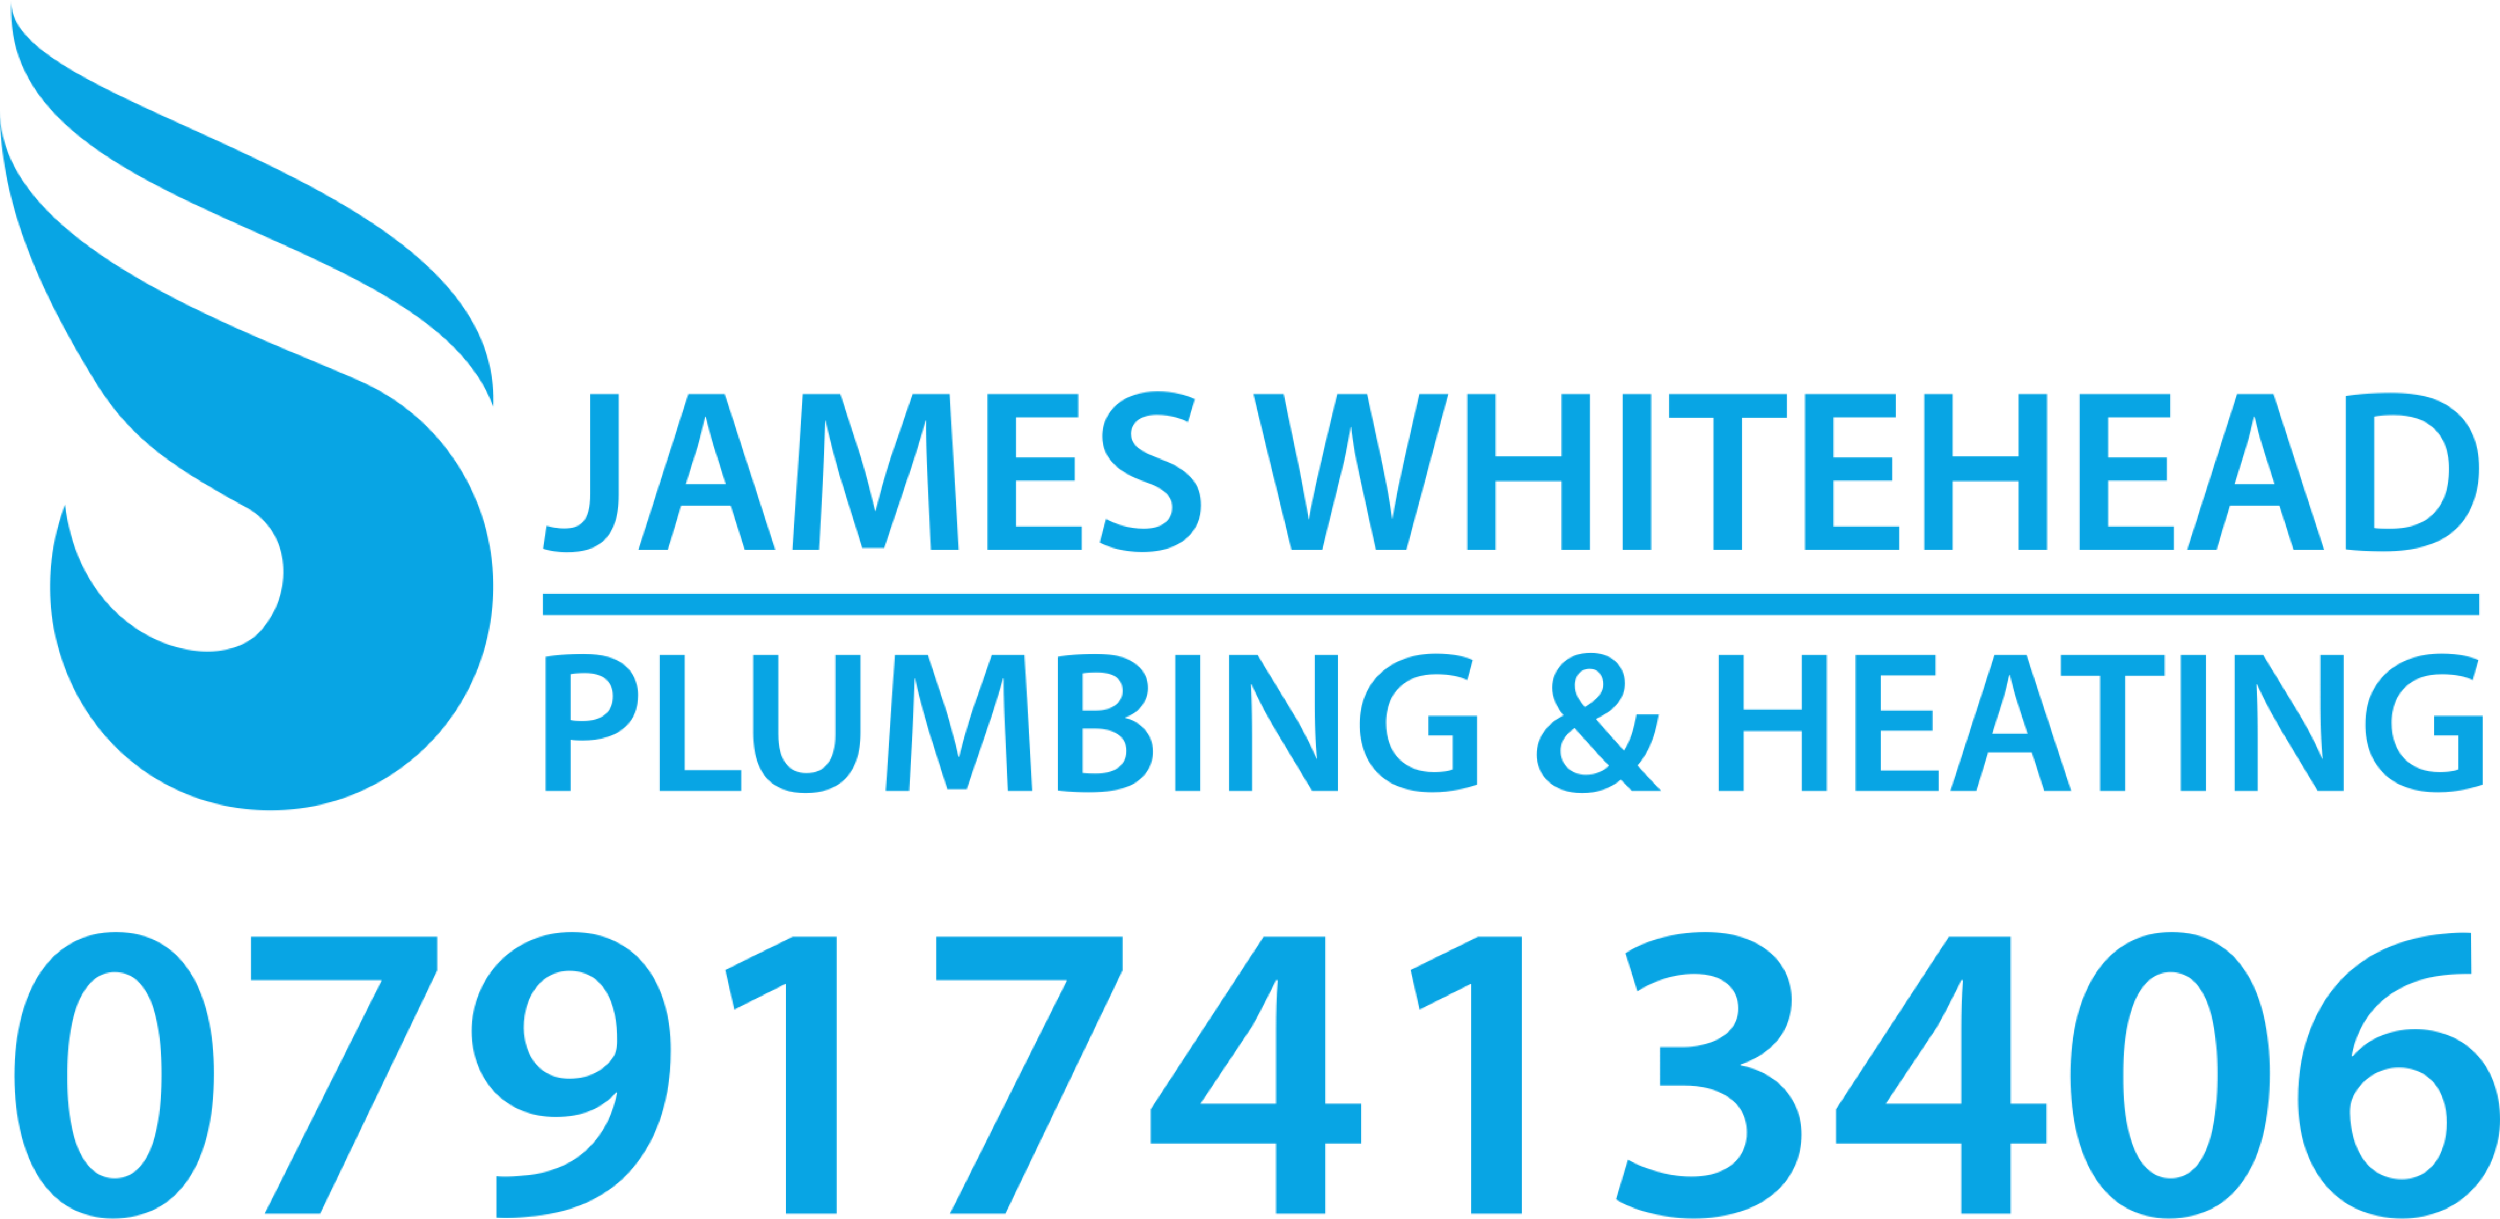 JAMES WHITEHEAD
PLUMBING & HEATING
07917413406